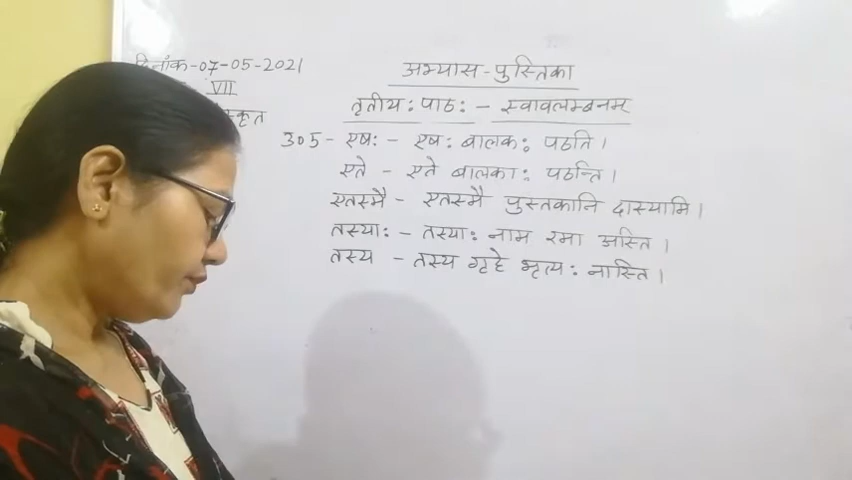 दिनांक-07-05-2021
अभ्यास-पुस्तिका
VII
तृतीय: पाठ: - स्वावलम्बनम्
स्कृत
उ०5- एष: - एष: बालक: पठति।
एते - एते बालका: पठन्ति।
एतस्मै - एतस्मै पुस्तकानि दास्यामि।
तस्या: - तस्या: नाम रमा अस्ति।
तस्य - तस्य गृहे भृत्य: नास्ति।